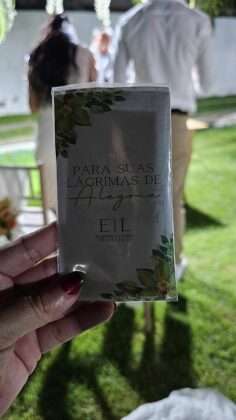 PARA SUAS
LÁGRIMAS DE
Alegria
E|L